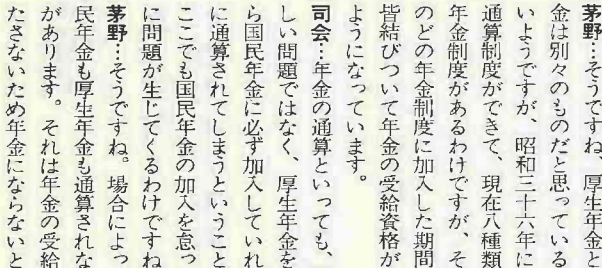 茅野…そうですね、厚生年金と
金は別々のものだと思っている
いようですが、昭和三十六年に
通算制度ができて、現在八種類
年金制度があるわけですが、そ
のどの年金制度に加入した期間
皆結びついて年金の受給資格が
ようになっています。
司会…年金の通算といっても、
しい問題ではなく、厚生年金を
ら国民年金に必ず加入していれ
に通算されてしまうということ
ここでも国民年金の加入を怠っ
に問題が生じてくるわけですね
茅野…そうですね。場合によっ
民年金も厚生年金も通算されな
があります。それは年金の受給
たさないため年金にならないと